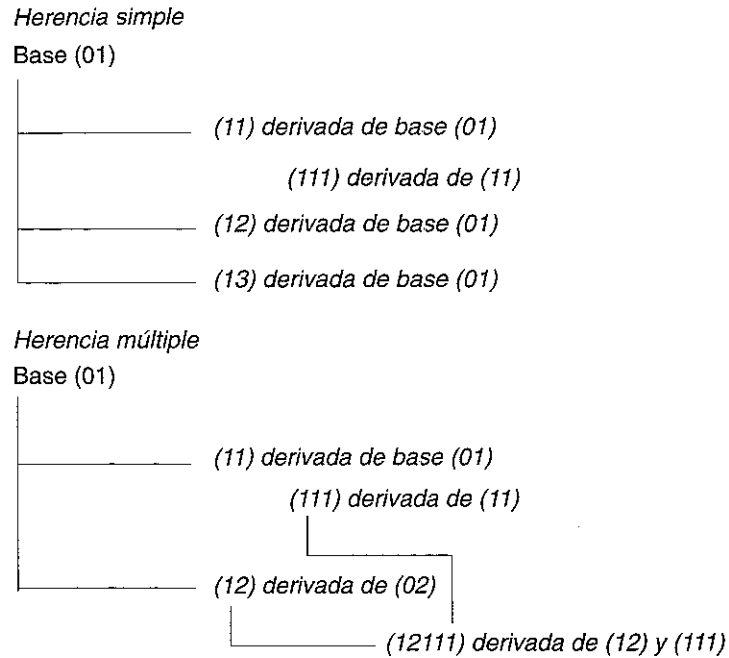 Herencia simple
Base (01)
(11) derivada de base (01)
(111) derivada de (11)
(12) derivada de base (01)
(13) derivada de base (01)
Herencia múltiple
Base (01)
(11) derivada de base (01)
(111) derivada de (11)
(12) derivada de (02)
(12111) derivada de (12) y (111)